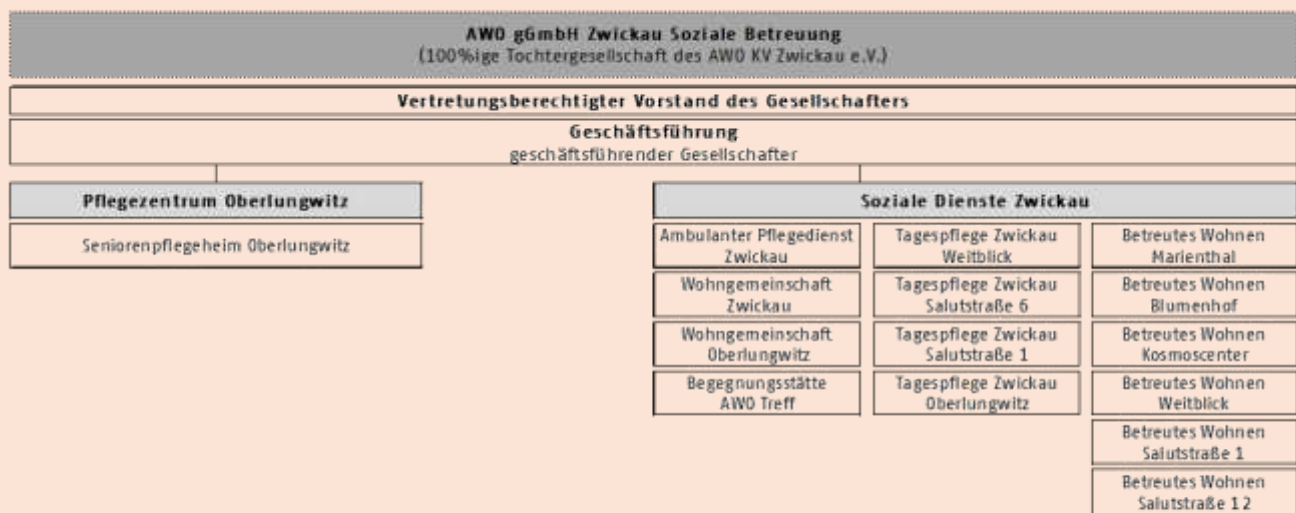 AWO gGmbH Zwickau Soziale Betreuung
(100%ige Tochtergesellschaft des AWO KV Zwickau e.V.)
Vertretungsberechtigter Vorstand des Gesellschafters
Geschäftsführung
geschäftsführender Gesellschafter
Pflegezentrum Oberlungwitz
Seniorenpflegeheim Oberlungwitz
Soziale Dienste Zwickau
Ambulanter Pflegedienst
Zwickau
Wohngemeinschaft
Zwickau
Wohngemeinschaft
Oberlungwitz
Begegnungsstätte
AWO Treff
Tagespflege Zwickau
Weitblick
Tagespflege Zwickau
Salutstraße 6
Tagespflege Zwickau
Salutstraße 1
Tagespflege Zwickau
Oberlungwitz
Betreutes Wohnen
Marienthal
Betreutes Wohnen
Blumenhof
Betreutes Wohnen
Kosmoscenter
Betreutes Wohnen
Weitblick
Betreutes Wohnen
Salutstraße 1
Betreutes Wohnen
Salutstraße 12